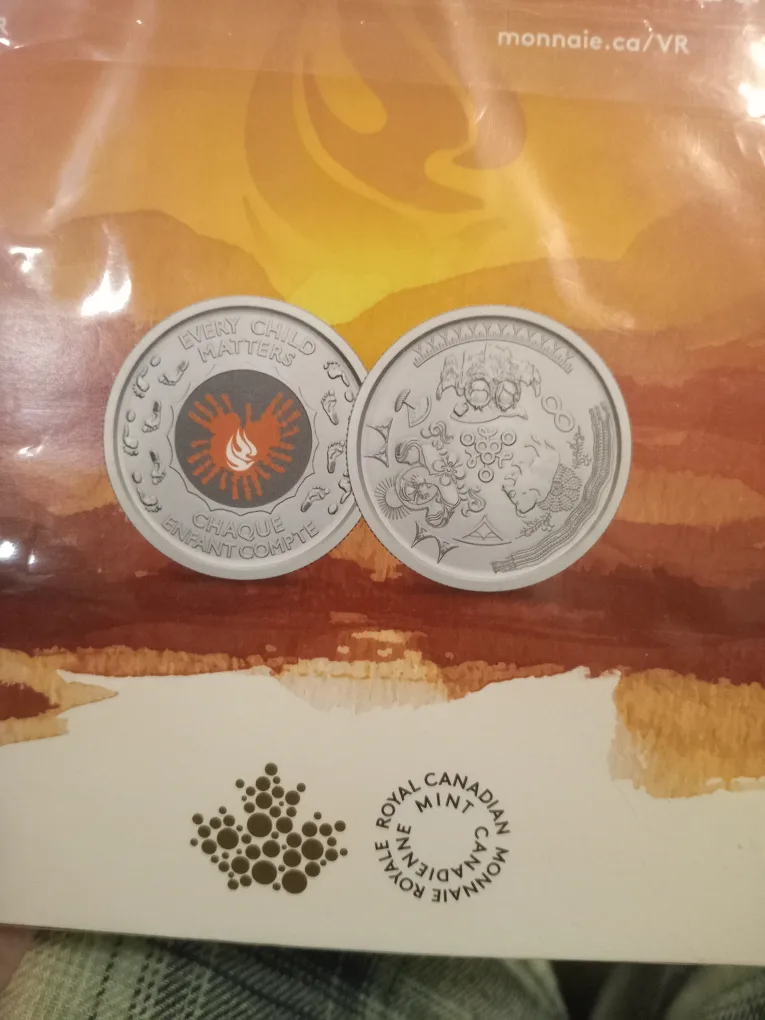 monnaie.ca/VR
EVERY CHILD
MATTERS
CHAQUE
ENFANT COMPTE
ROYAL CANADIAN
MINT
MONNAIE ROYALE
CANADIENNE